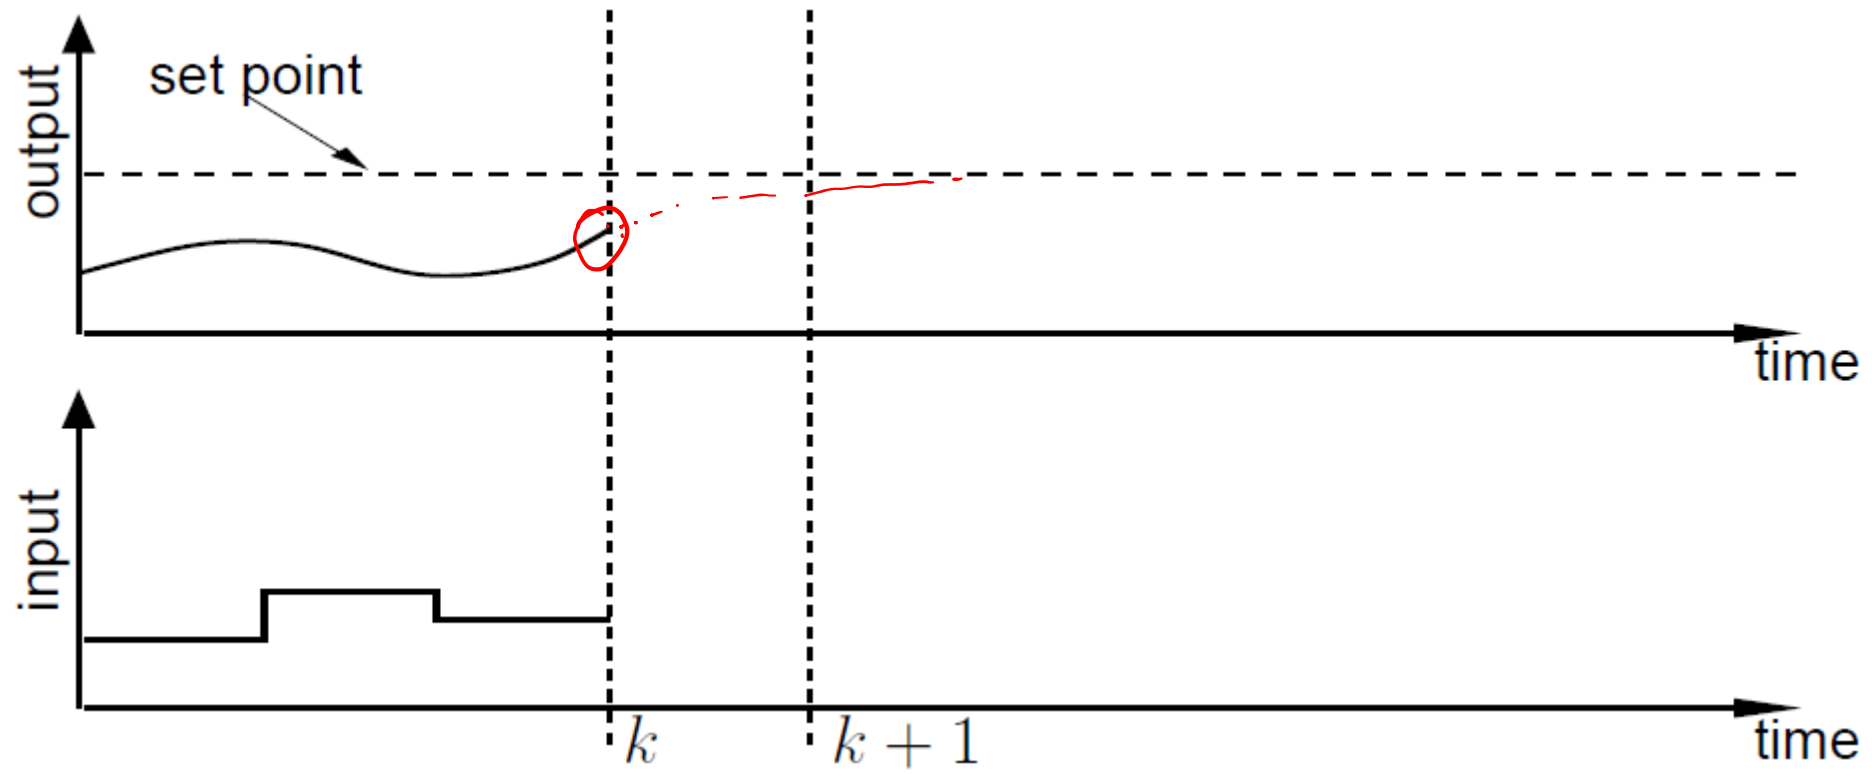 output
set point
time
input
k
k + 1
time